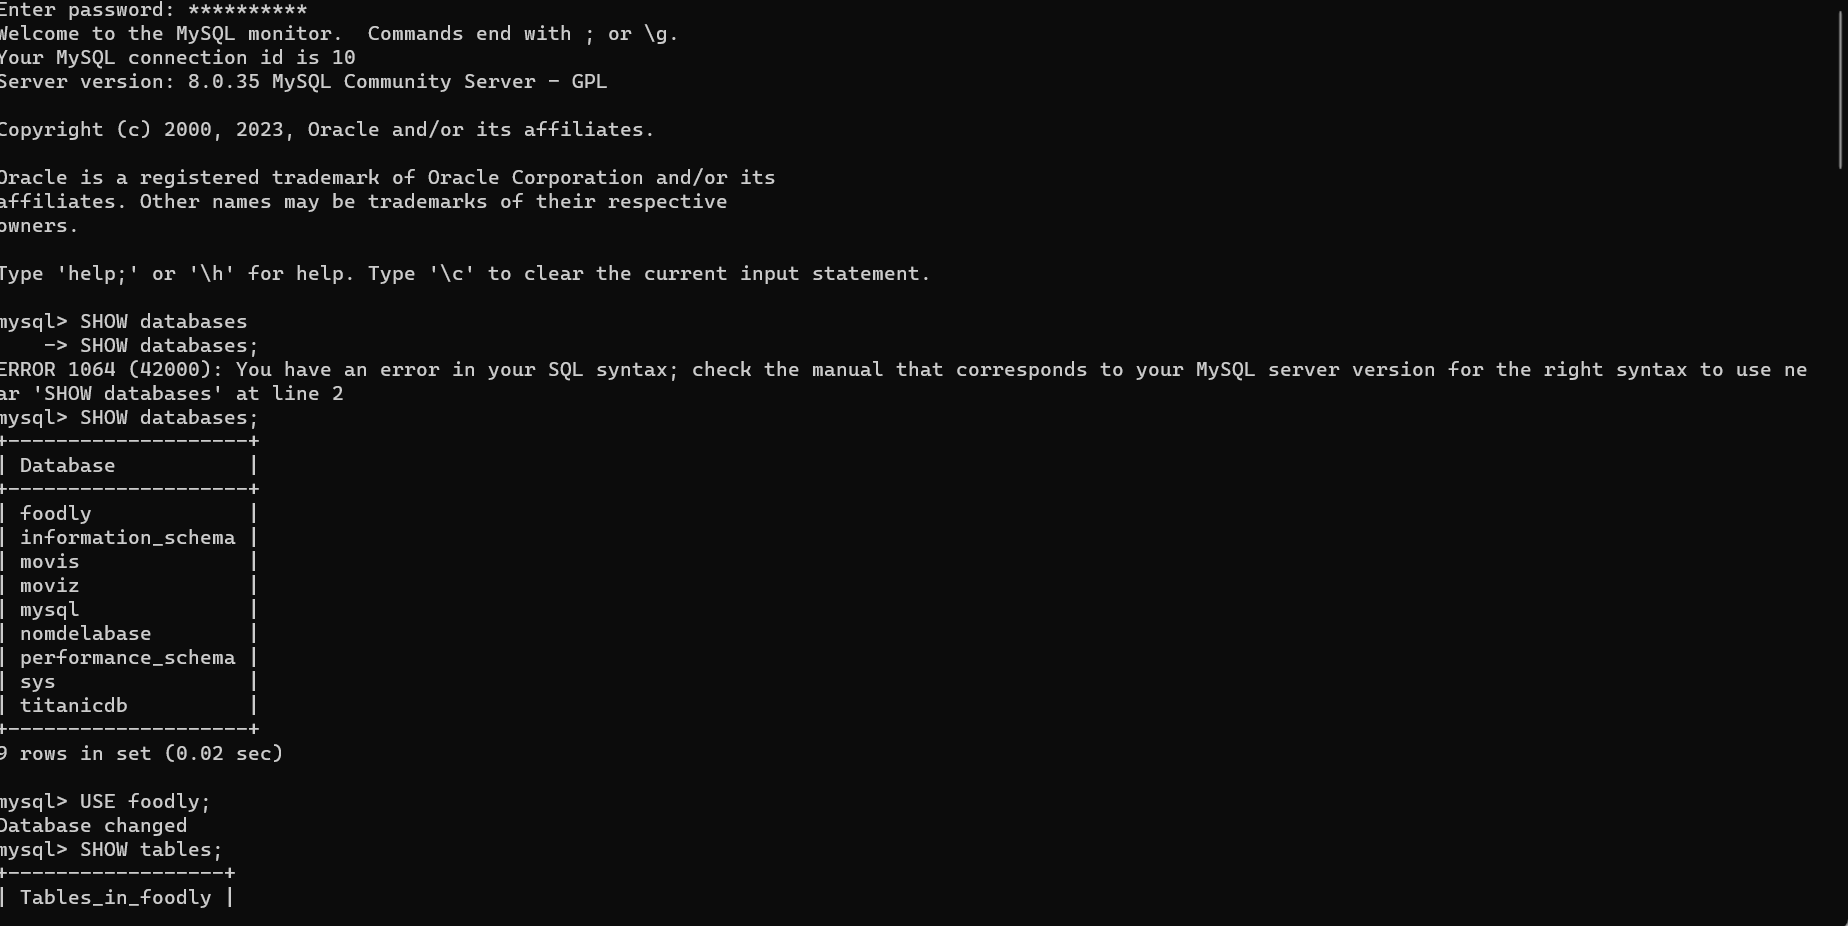 Enter password: **********
Welcome to the MySQL monitor.  Commands end with ; or \g.
Your MySQL connection id is 10
Server version: 8.0.35 MySQL Community Server - GPL

Copyright (c) 2000, 2023, Oracle and/or its affiliates.

Oracle is a registered trademark of Oracle Corporation and/or its
affiliates. Other names may be trademarks of their respective
owners.

Type 'help;' or '\h' for help. Type '\c' to clear the current input statement.

mysql> SHOW databases
    -> SHOW databases;
ERROR 1064 (42000): You have an error in your SQL syntax; check the manual that corresponds to your MySQL server version for the right syntax to use ne
ar 'SHOW databases' at line 2
mysql> SHOW databases;
+--------------------+
| Database           |
+--------------------+
| foodly             |
| information_schema |
| movis              |
| moviz              |
| mysql              |
| nomdelabase        |
| performance_schema |
| sys                |
| titanicdb          |
+--------------------+
9 rows in set (0.02 sec)

mysql> USE foodly;
Database changed
mysql> SHOW tables;
+------------------+
| Tables_in_foodly |